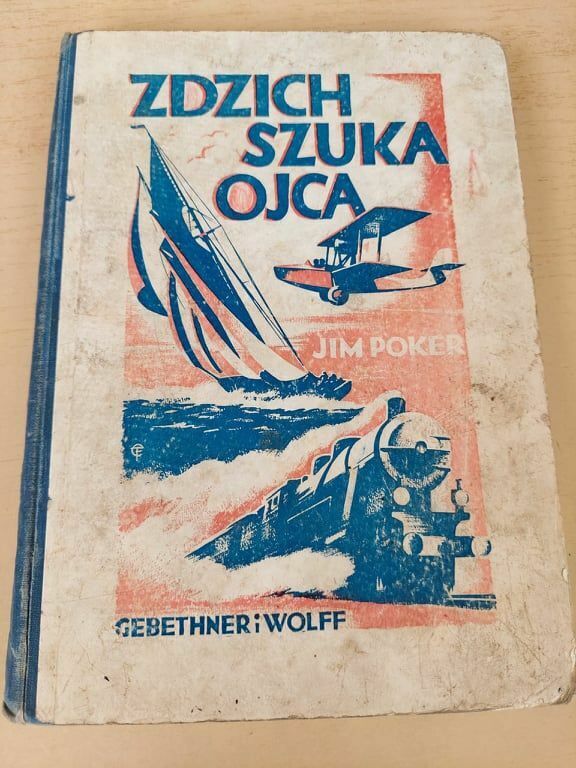 ZDZICH
SZUKA
OJCA
JIM POKER
GEBETHNER i WOLFF